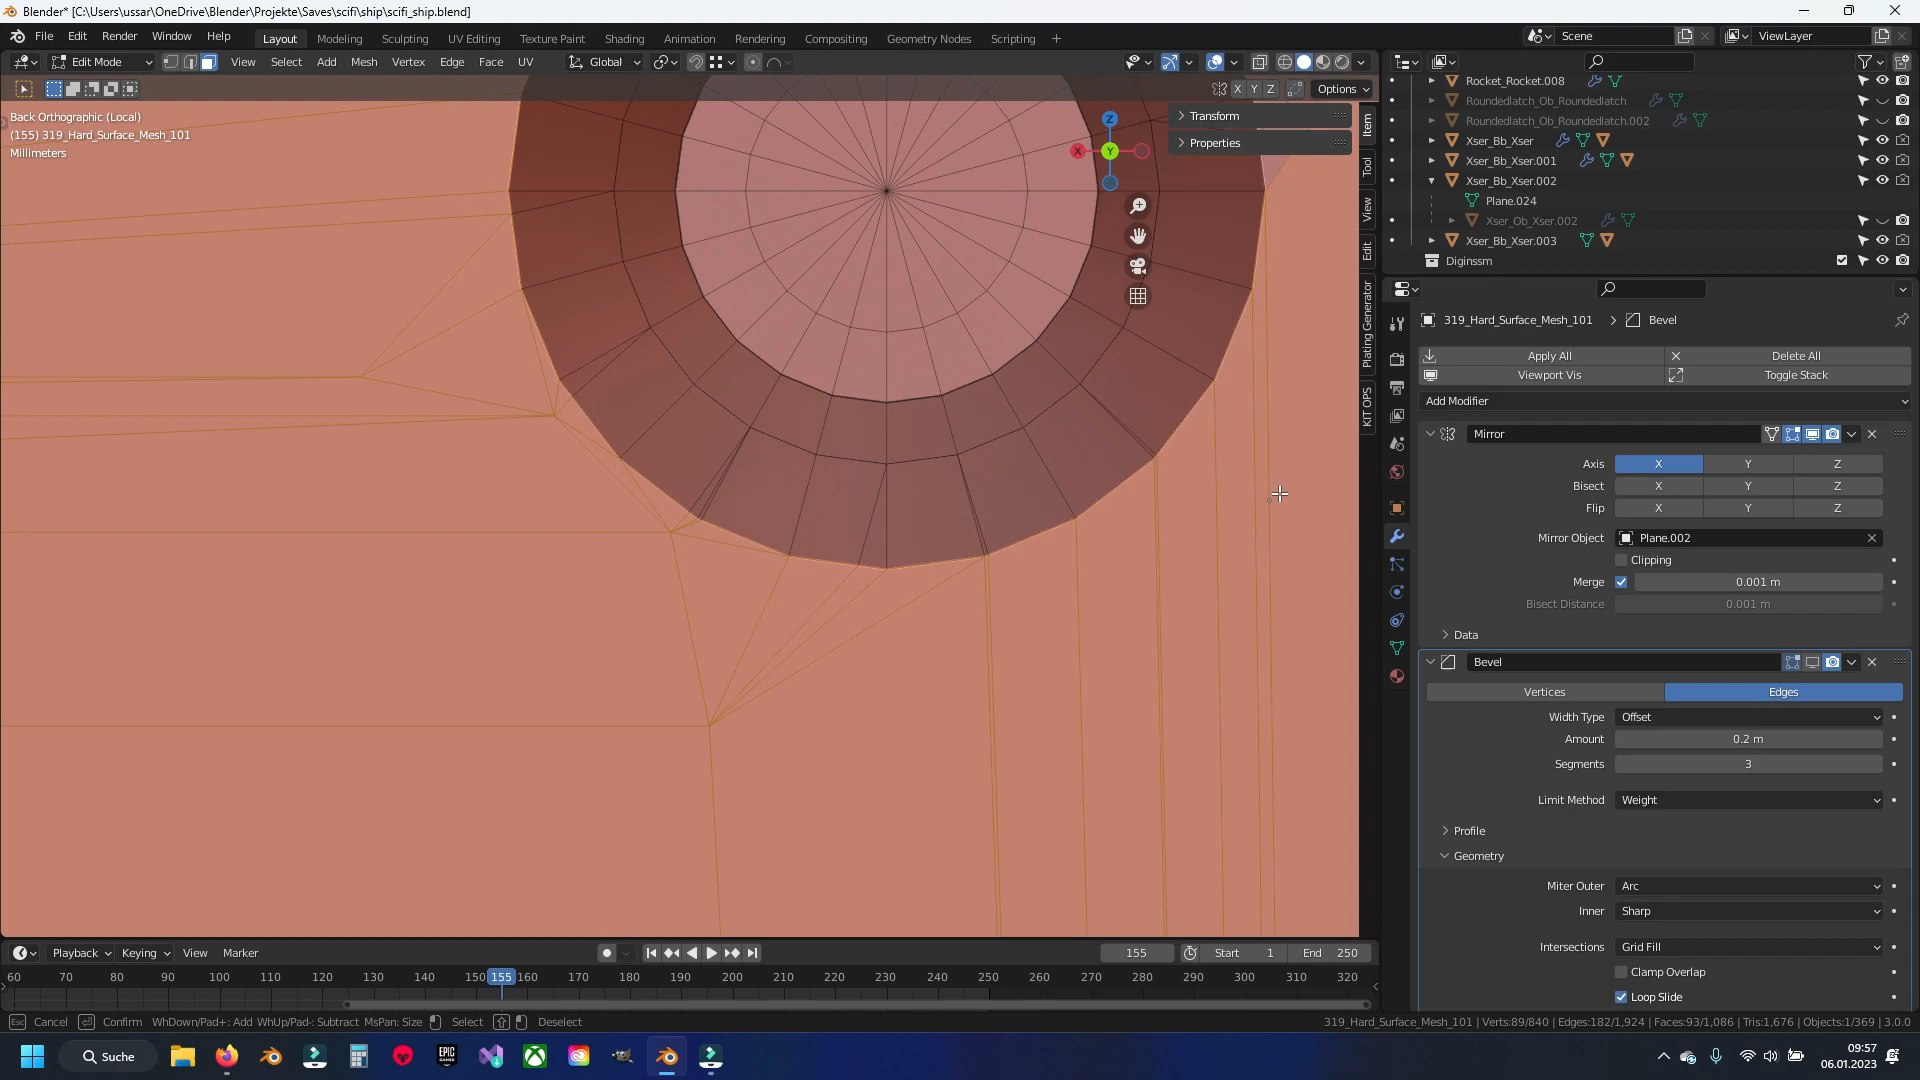 Blender* [C:\Users\ussar\OneDrive\Blender\Projekte\Saves\scifi\ship\scifi_ship.blend]
File Edit Render Window Help Layout Modeling Sculpting UV Editing Texture Paint Shading Animation Rendering Compositing Geometry Nodes Scripting + Scene ViewLayer
Edit Mode View Select Add Mesh Vertex Edge Face UV Global
X Y Z Options
Back Orthographic (Local)
(155) 319_Hard_Surface_Mesh_101
Millimeters
Transform
Properties
Z
X
Y
Item
Tool
View
Edit
Plating Generator
KIT OPS
Rocket_Rocket.008
Roundedlatch_Ob_Roundedlatch
Roundedlatch_Ob_Roundedlatch.002
Xser_Bb_Xser
Xser_Bb_Xser.001
Xser_Bb_Xser.002
Plane.024
Xser_Ob_Xser.002
Xser_Bb_Xser.003
Diginssm
319_Hard_Surface_Mesh_101 > Bevel
Apply All Delete All
Viewport Vis Toggle Stack
Add Modifier
Mirror
Axis X Y Z
Bisect X Y Z
Flip X Y Z
Mirror Object Plane.002
Clipping
Merge 0.001 m
Bisect Distance 0.001 m
Data
Bevel
Vertices Edges
Width Type Offset
Amount 0.2 m
Segments 3
Limit Method Weight
Profile
Geometry
Miter Outer Arc
Inner Sharp
Intersections Grid Fill
Clamp Overlap
Loop Slide
Playback Keying View Marker 155 Start 1 End 250
60 70 80 90 100 110 120 130 140 150 155 160 170 180 190 200 210 220 230 240 250 260 270 280 290 300 310 320
Esc Cancel Confirm WhDown/Pad+: Add WhUp/Pad-: Subtract MsPan: Size Select Deselect 319_Hard_Surface_Mesh_101 | Verts:89/840 | Edges:182/1,924 | Faces:93/1,086 | Tris:1,676 | Objects:1/369 | 3.0.0
Suche
EPIC GAMES
09:57
06.01.2023